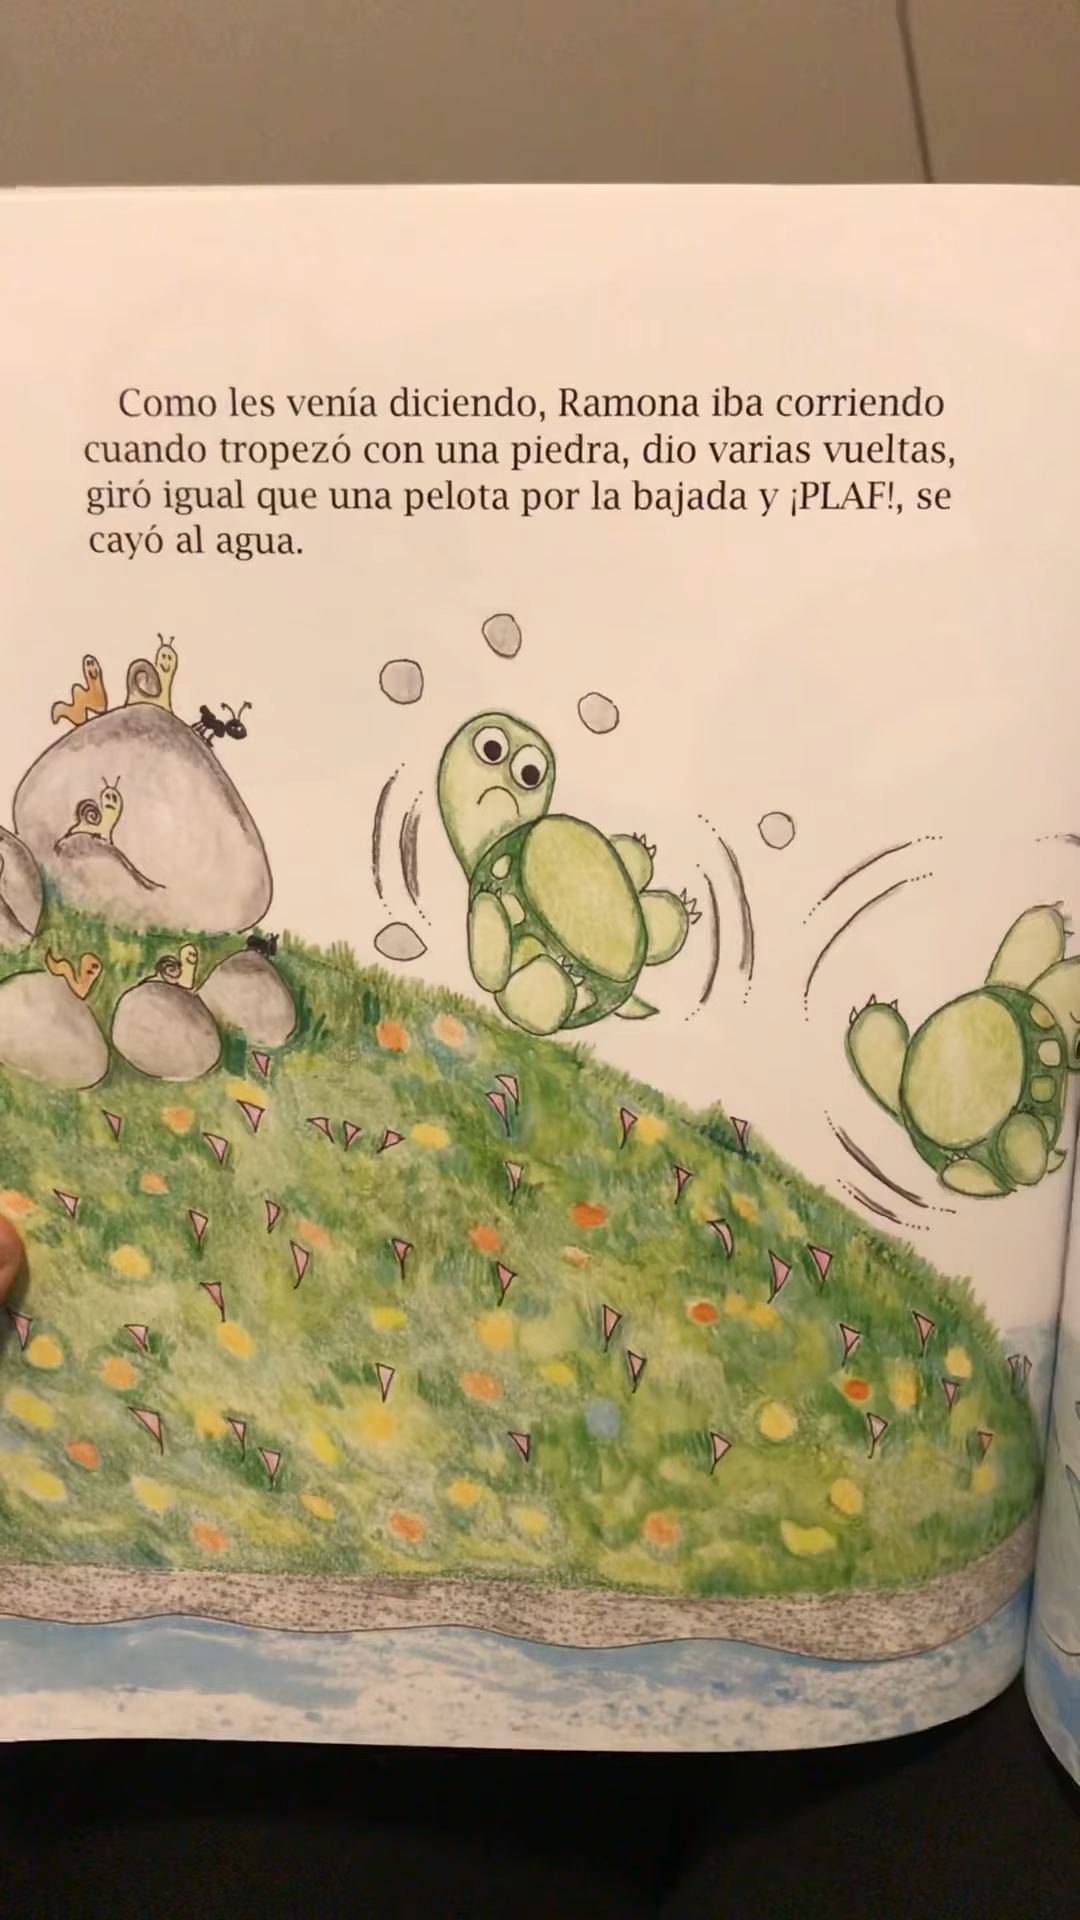 Como les venía diciendo, Ramona iba corriendo
cuando tropezó con una piedra, dio varias vueltas,
giró igual que una pelota por la bajada y ¡PLAF!, se
cayó al agua.